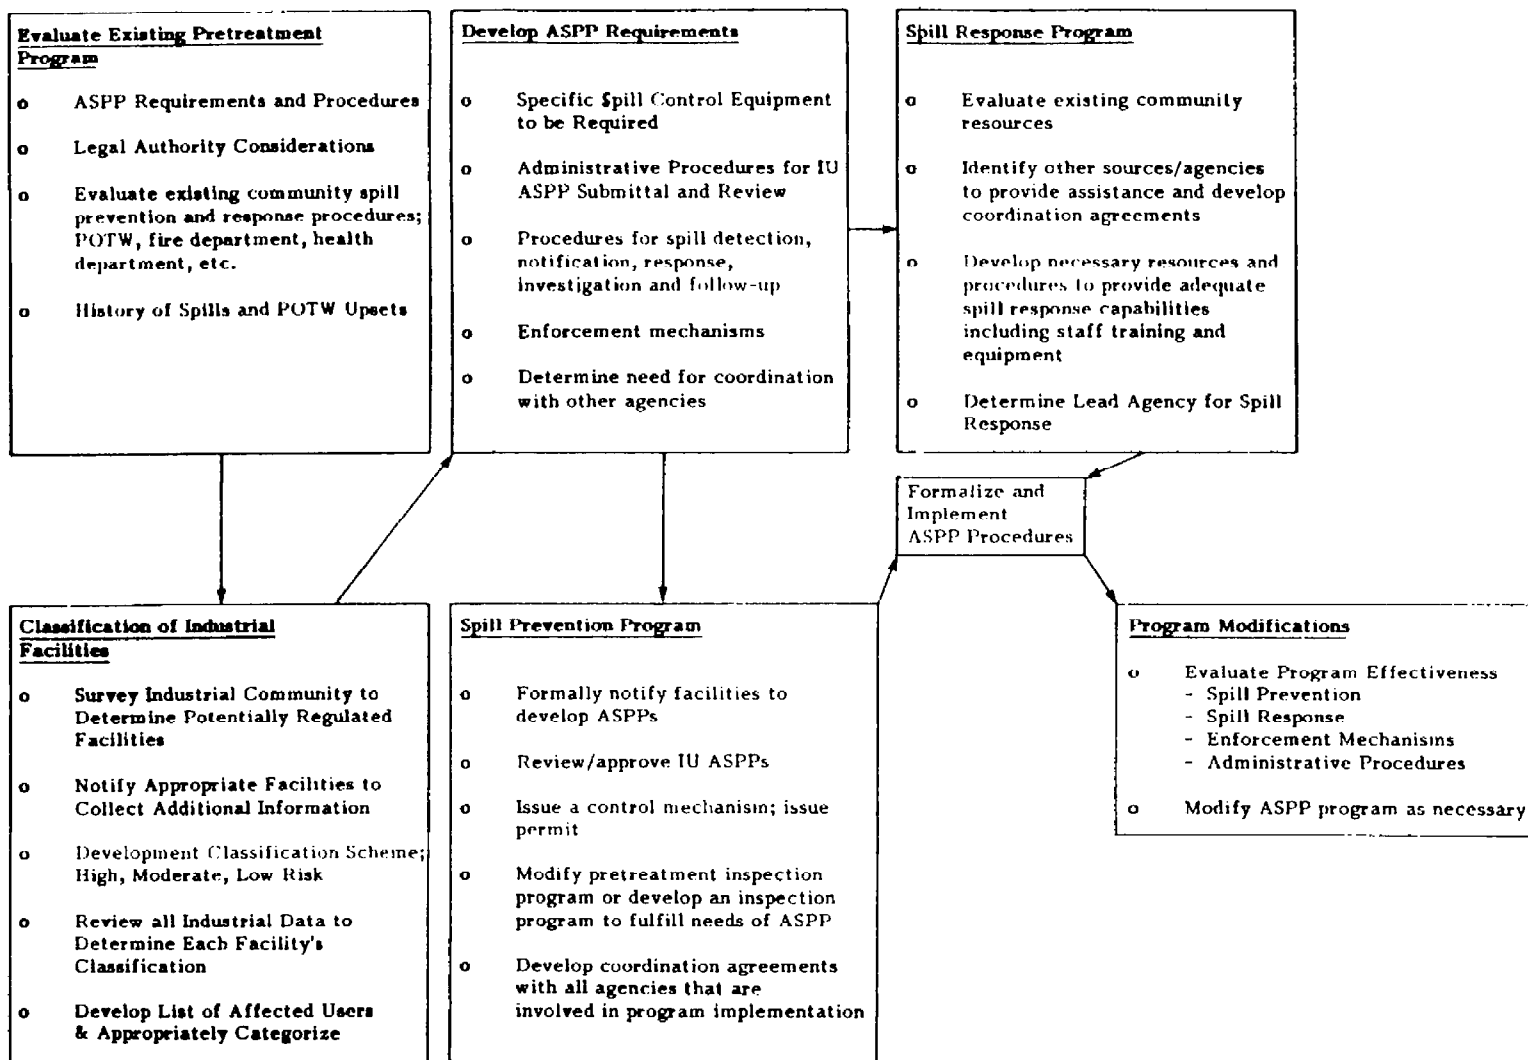 Evaluate Existing Pretreatment
Program
o ASPP Requirements and Procedures
o Legal Authority Considerations
o Evaluate existing community spill
prevention and response procedures;
POTW, fire department, health
department, etc.
o History of Spills and POTW Upsets
Develop ASPP Requirements
o Specific Spill Control Equipment
to be Required
o Administrative Procedures for IU
ASPP Submittal and Review
o Procedures for spill detection,
notification, response,
investigation and follow-up
o Enforcement mechanisms
o Determine need for coordination
with other agencies
Spill Response Program
o Evaluate existing community
resources
o Identify other sources/agencies
to provide assistance and develop
coordination agreements
o Develop necessary resources and
procedures to provide adequate
spill response capabilities
including staff training and
equipment
o Determine Lead Agency for Spill
Response
Formalize and
Implement
ASPP Procedures
Classification of Industrial
Facilities
o Survey Industrial Community to
Determine Potentially Regulated
Facilities
o Notify Appropriate Facilities to
Collect Additional Information
o Development Classification Scheme;
High, Moderate, Low Risk
o Review all Industrial Data to
Determine Each Facility's
Classification
o Develop List of Affected Users
& Appropriately Categorize
Spill Prevention Program
o Formally notify facilities to
develop ASPPs
o Review/approve IU ASPPs
o Issue a control mechanism; issue
permit
o Modify pretreatment inspection
program or develop an inspection
program to fulfill needs of ASPP
o Develop coordination agreements
with all agencies that are
involved in program implementation
Program Modifications
o Evaluate Program Effectiveness
- Spill Prevention
- Spill Response
- Enforcement Mechanisms
- Administrative Procedures
o Modify ASPP program as necessary